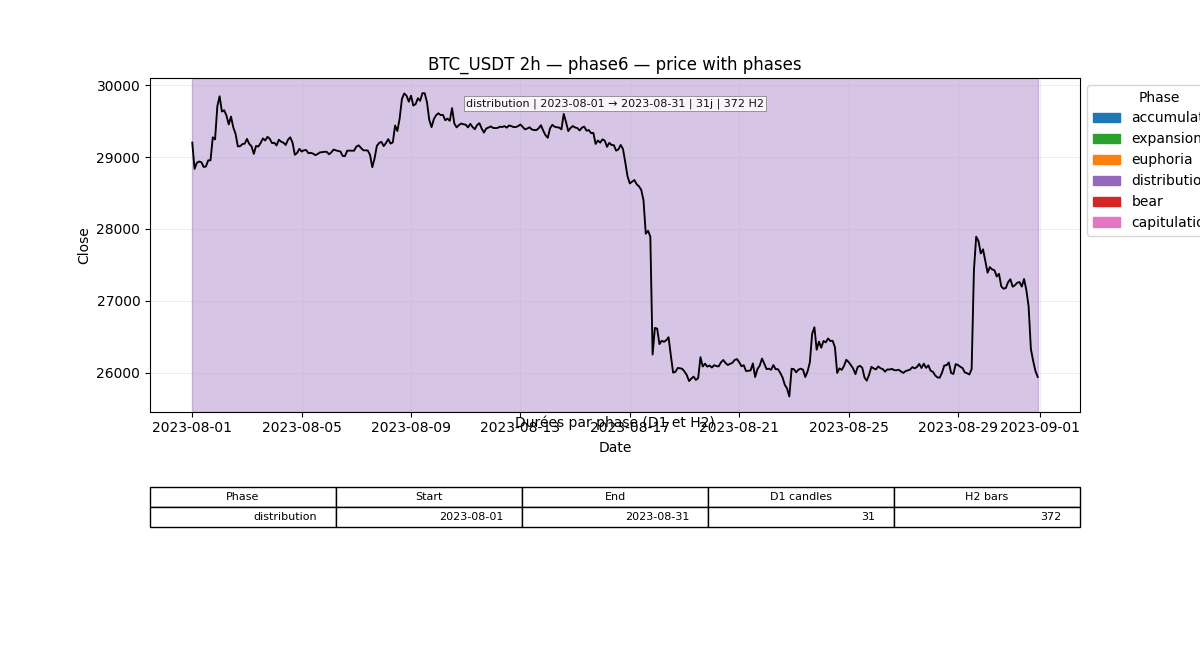 BTC_USDT 2h — phase6 — price with phases
30000
29000
28000
27000
26000
Close
distribution | 2023-08-01 → 2023-08-31 | 31j | 372 H2
Phase
accumulat
expansion
euphoria
distributio
bear
capitulatio
2023-08-01 2023-08-05 2023-08-09 2023-08-13 2023-08-17 2023-08-21 2023-08-25 2023-08-29 2023-09-01
Durées par phase (D1 et H2)
Date
Phase Start End D1 candles H2 bars
distribution 2023-08-01 2023-08-31 31 372